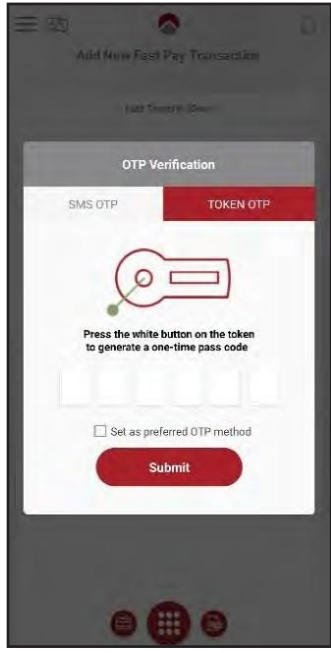 Add New Fast Pay Transaction
OTP Verification
SMS OTP
TOKEN OTP
Press the white button on the token
to generate a one-time pass code
Set as preferred OTP method
Submit